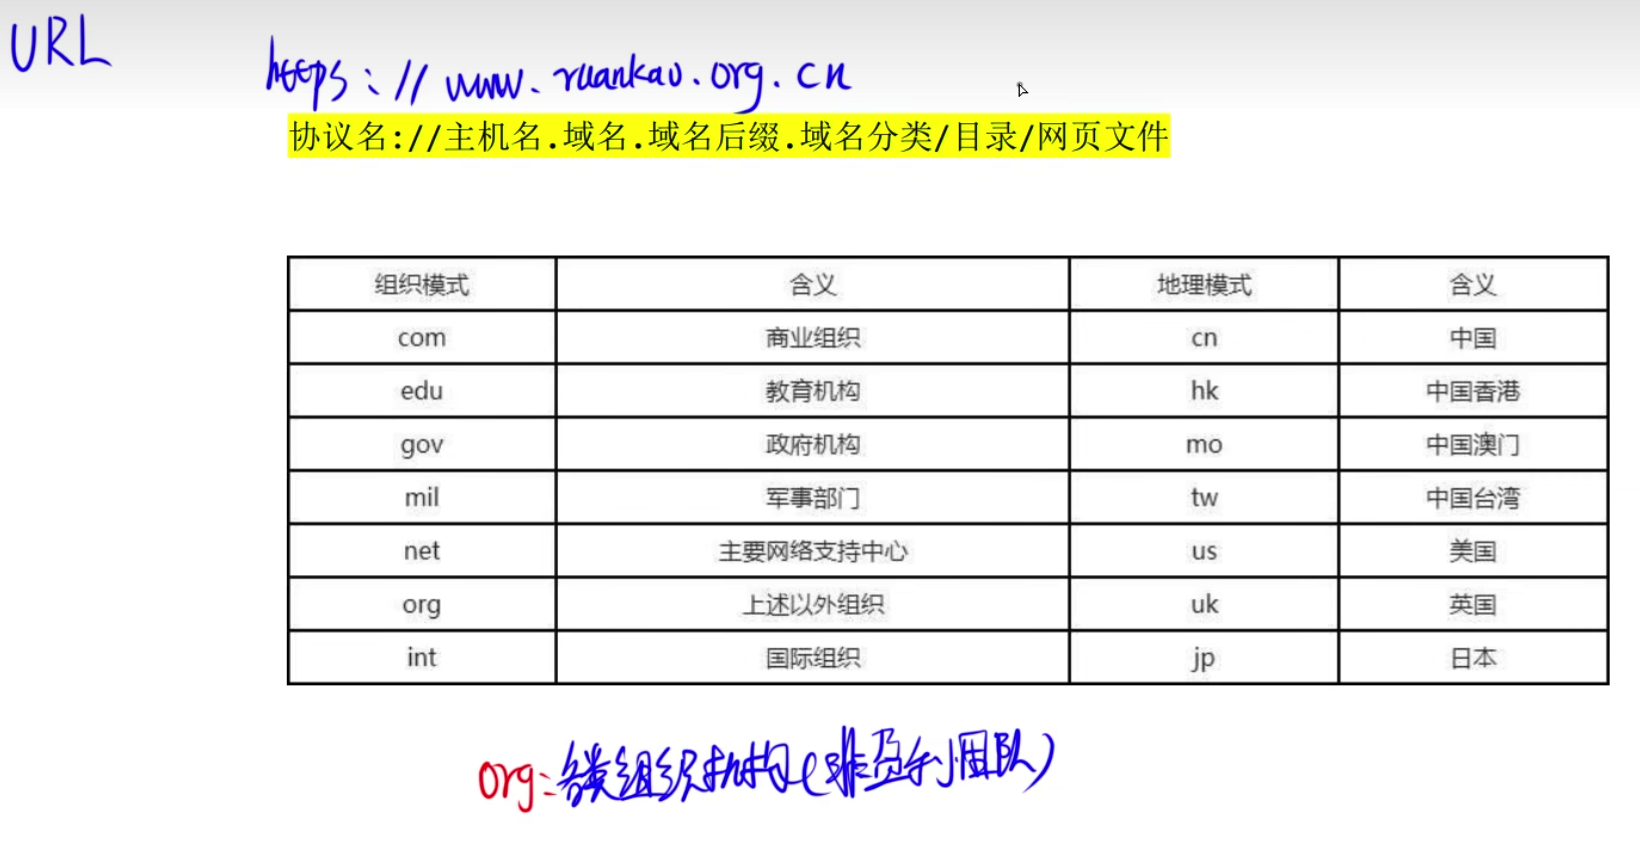 URL
https://www.ruankao.org.cn
协议名://主机名.域名.域名后缀.域名分类/目录/网页文件
组织模式 含义 地理模式 含义
com 商业组织 cn 中国
edu 教育机构 hk 中国香港
gov 政府机构 mo 中国澳门
mil 军事部门 tw 中国台湾
net 主要网络支持中心 us 美国
org 上述以外组织 uk 英国
int 国际组织 jp 日本
org:各类组织机构(非盈利团队)